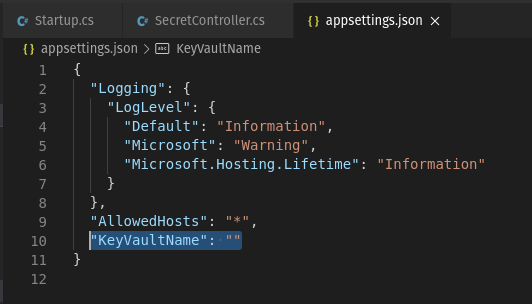 Startup.cs
SecretController.cs
{} appsettings.json ×
{} appsettings.json > abc KeyVaultName
1 {
2 "Logging": {
3 "LogLevel": {
4 "Default": "Information",
5 "Microsoft": "Warning",
6 "Microsoft.Hosting.Lifetime": "Information"
7 }
8 },
9 "AllowedHosts": "*",
10 "KeyVaultName": ""
11 }
12